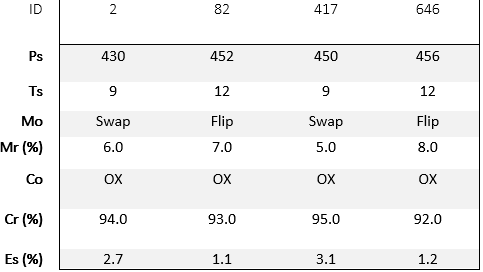 ID 2 82 417 646
Ps 430 452 450 456
Ts 9 12 9 12
Mo Swap Flip Swap Flip
Mr (%) 6.0 7.0 5.0 8.0
Co OX OX OX OX
Cr (%) 94.0 93.0 95.0 92.0
Es (%) 2.7 1.1 3.1 1.2